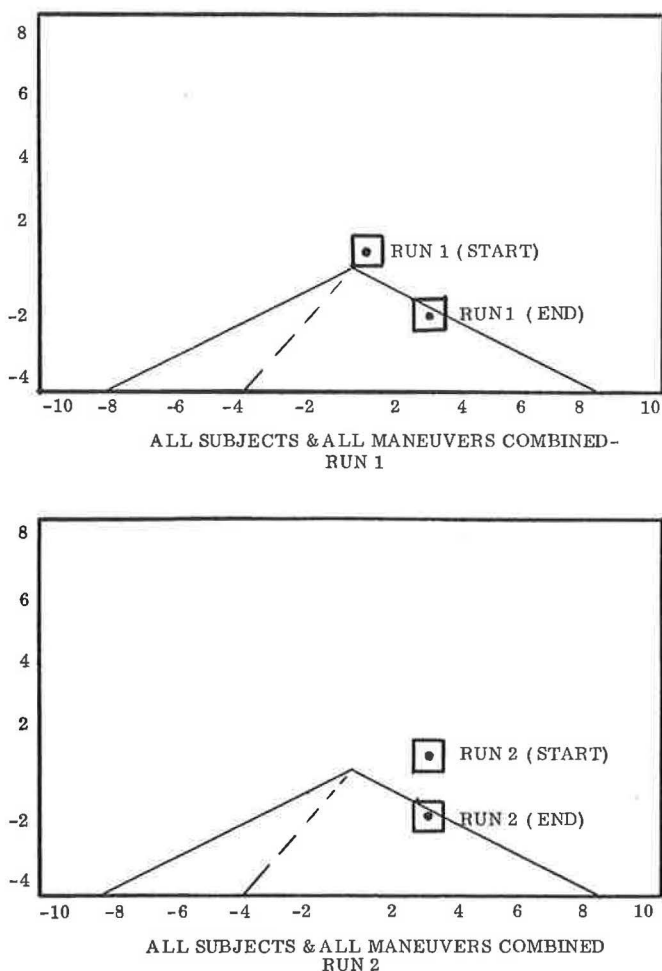 8
6
4
2
-2
-4
RUN 1 (START)
RUN 1 (END)
-10 -8 -6 -4 -2 2 4 6 8 10
ALL SUBJECTS & ALL MANEUVERS COMBINED-
RUN 1
8
6
4
2
-2
-4
RUN 2 (START)
RUN 2 (END)
-10 -8 -6 -4 -2 2 4 6 8 10
ALL SUBJECTS & ALL MANEUVERS COMBINED
RUN 2